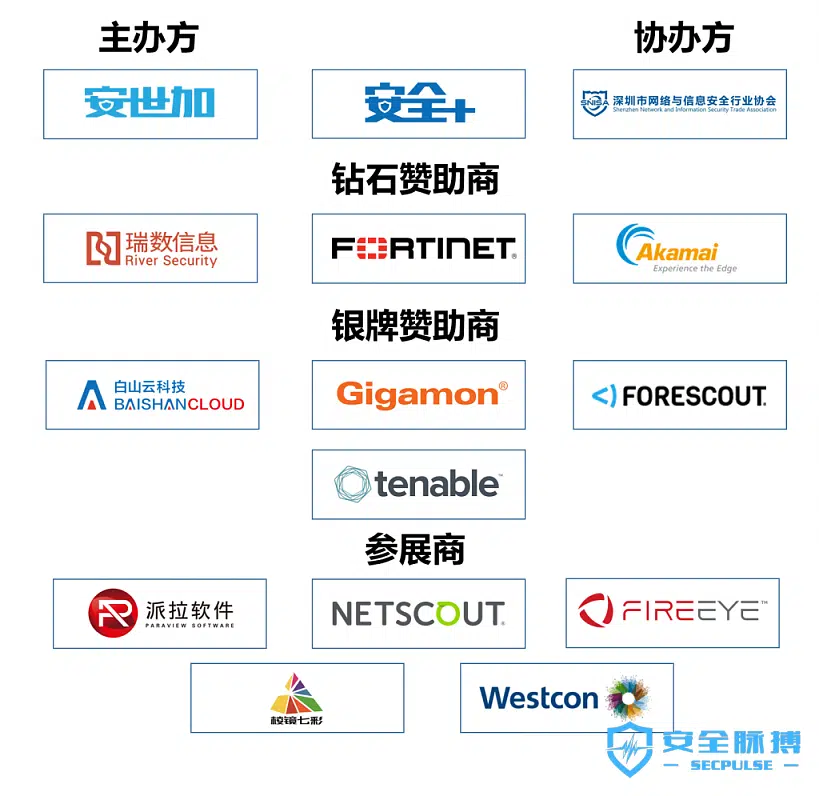 主办方
协办方
安世加
安全+
SNISA
深圳市网络与信息安全行业协会
Shenzhen Network and Information Security Trade Association
钻石赞助商
瑞数信息
River Security
FORTINET®
Akamai
Experience the Edge
银牌赞助商
白山云科技
BAISHANCLOUD
Gigamon®
FORESCOUT.
tenable™
参展商
派拉软件
PARAVIEW SOFTWARE
NETSCOUT®
FIREEYE™
棱镜七彩
Westcon
安全脉搏
SECPULSE